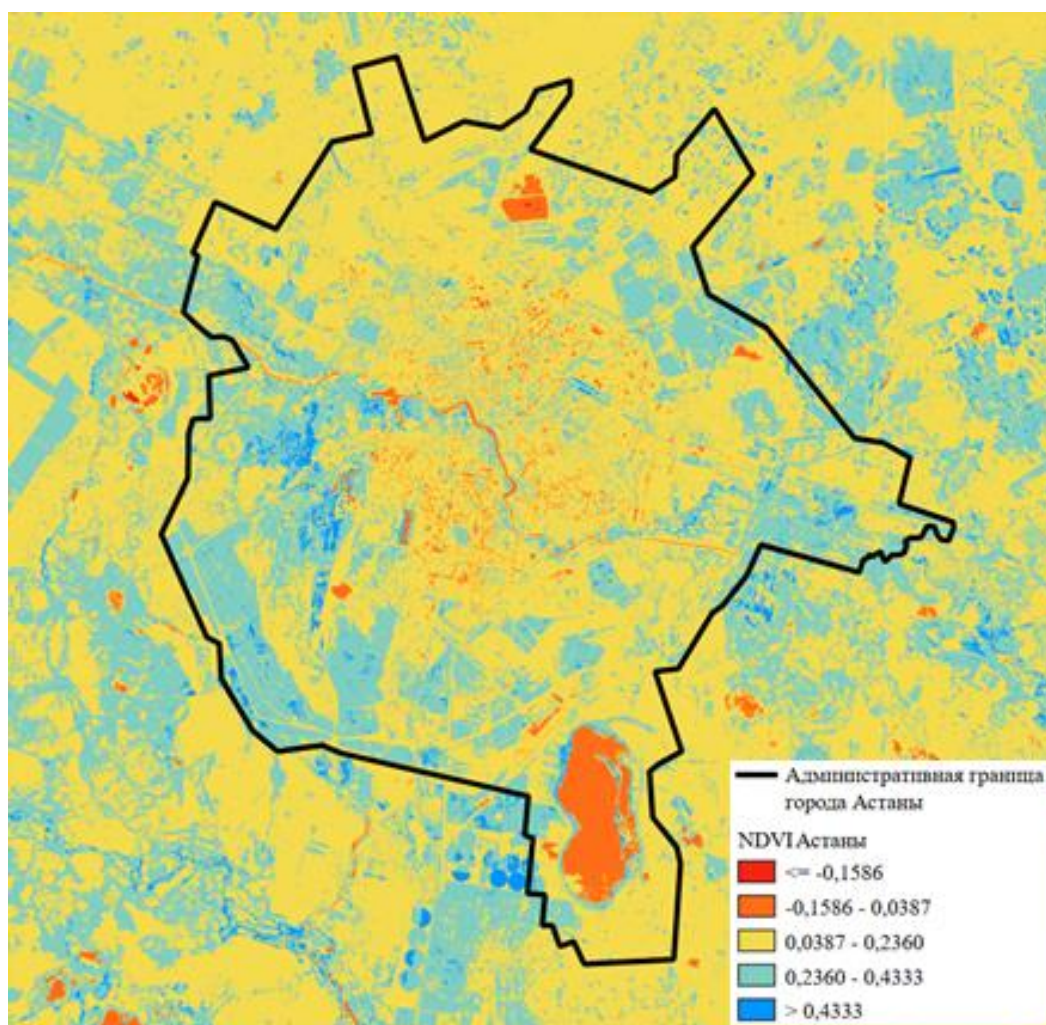 Административная граница
города Астаны
NDVI Астаны
<= -0,1586
-0,1586 - 0,0387
0,0387 - 0,2360
0,2360 - 0,4333
> 0,4333